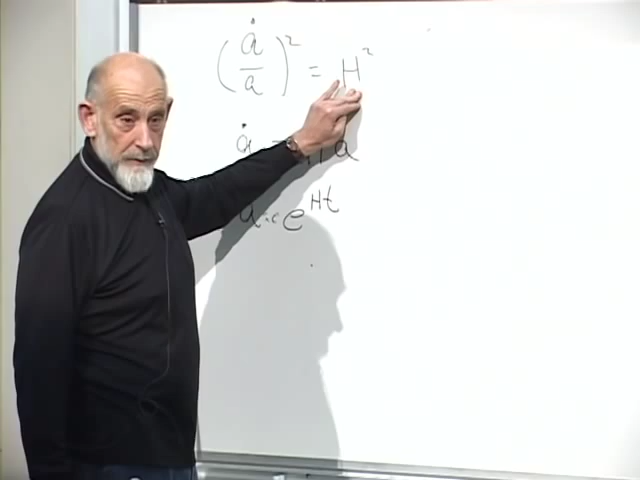 (ȧ/a)² = H²
ȧ = H a
a = c e^Ht